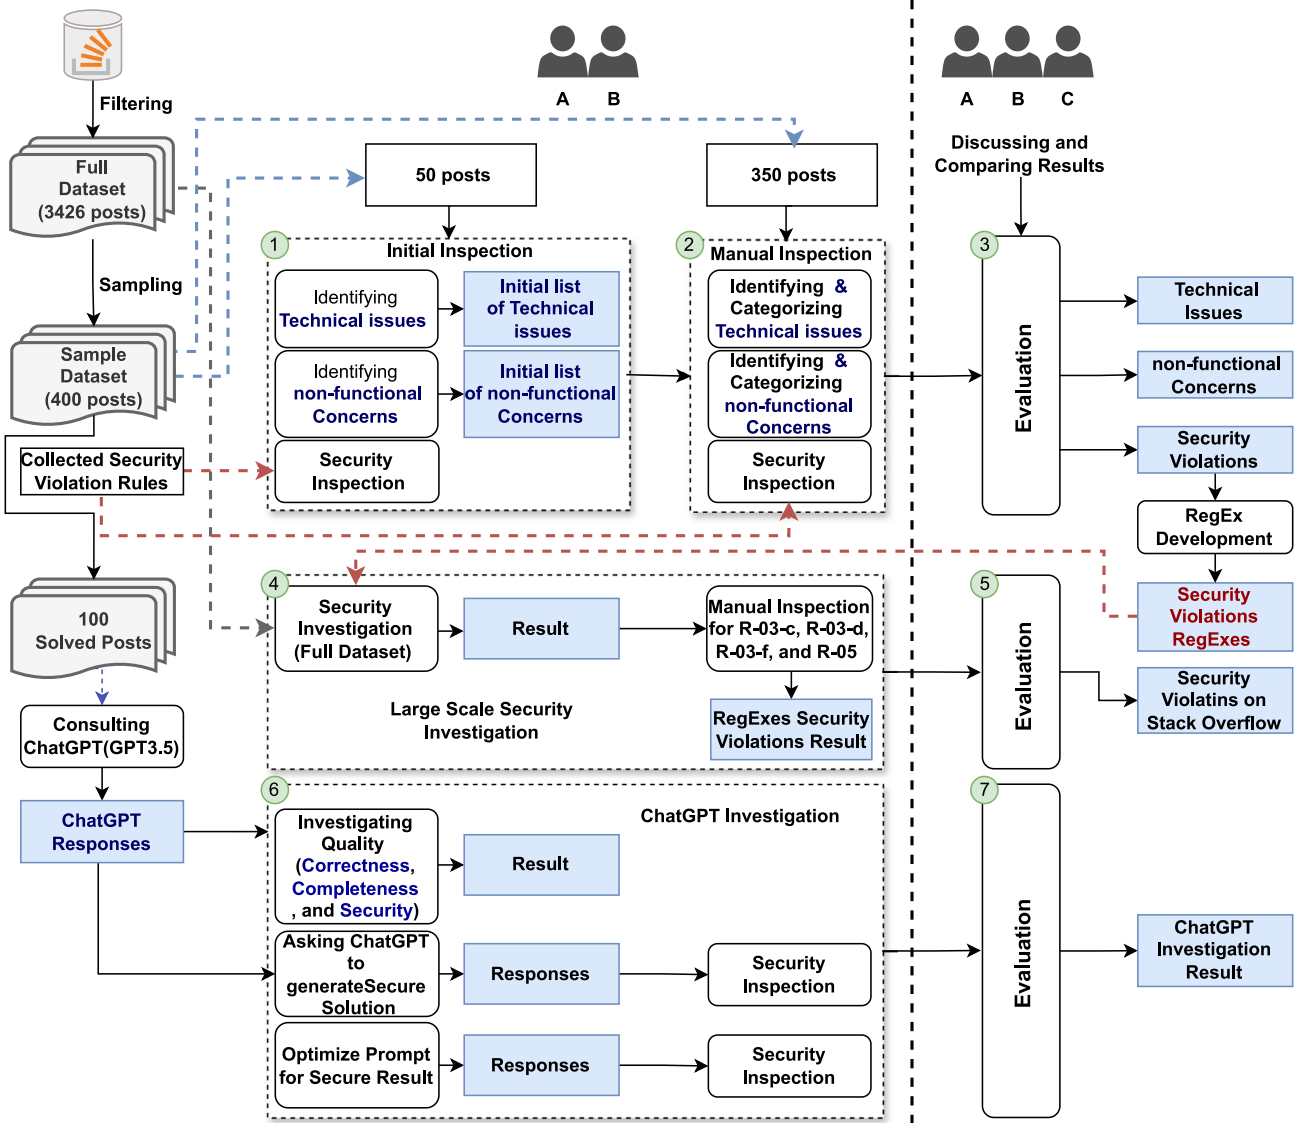 Filtering
Full
Dataset
(3426 posts)
Sampling
Sample
Dataset
(400 posts)
Collected Security
Violation Rules
100
Solved Posts
Consulting
ChatGPT(GPT3.5)
ChatGPT
Responses
A
B
50 posts
350 posts
1
Initial Inspection
Identifying
Technical issues
Initial list
of Technical
issues
Identifying
non-functional
Concerns
Initial list
of non-functional
Concerns
Security
Inspection
2
Manual Inspection
Identifying &
Categorizing
Technical issues
Identifying &
Categorizing
non-functional
Concerns
Security
Inspection
A
B
C
Discussing and
Comparing Results
3
Evaluation
Technical
Issues
non-functional
Concerns
Security
Violations
RegEx
Development
Security
Violations
RegExes
4
Security
Investigation
(Full Dataset)
Result
Manual Inspection
for R-03-c, R-03-d,
R-03-f, and R-05
Large Scale Security
Investigation
RegExes Security
Violations Result
5
Evaluation
Security
Violatins on
Stack Overflow
6
ChatGPT Investigation
Investigating
Quality
(Correctness,
Completeness
, and Security)
Result
Asking ChatGPT
to
generateSecure
Solution
Responses
Security
Inspection
Optimize Prompt
for Secure Result
Responses
Security
Inspection
7
Evaluation
ChatGPT
Investigation
Result